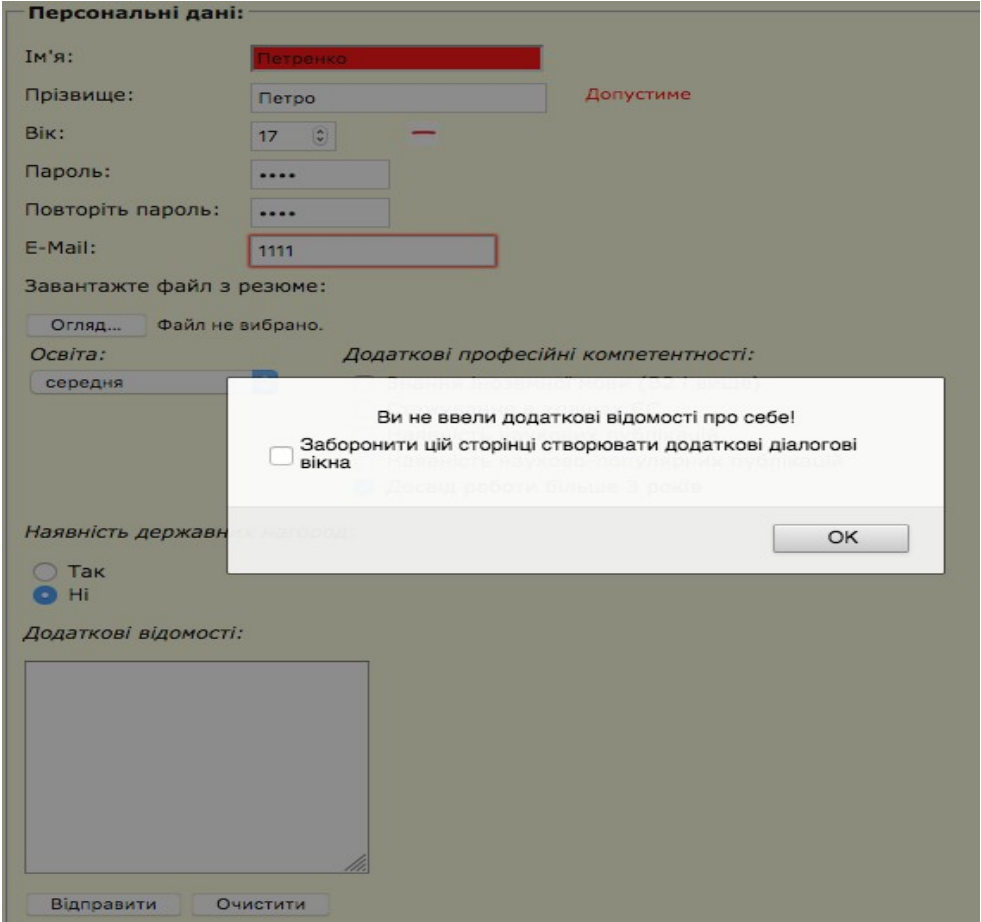 Персональні дані:
Ім'я: Петренко
Прізвище: Петро Допустиме
Вік: 17
Пароль: ••••
Повторіть пароль: ••••
E-Mail: 1111
Завантажте файл з резюме:
Огляд... Файл не вибрано.
Освіта: Додаткові професійні компетентності:
середня
Ви не ввели додаткові відомості про себе!
Заборонити цій сторінці створювати додаткові діалогові
вікна
Досвід роботи більше 3 років
OK
Наявність державн
Так
Ні
Додаткові відомості:
Відправити Очистити